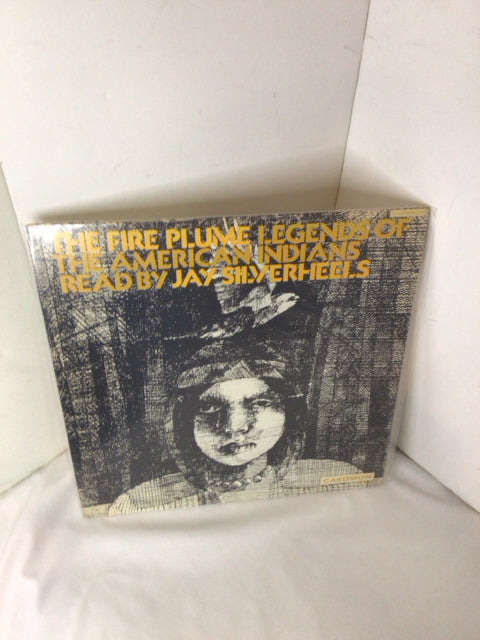 THE FIRE PLUME LEGENDS OF
THE AMERICAN INDIANS
READ BY JAY SILVERHEELS
CAEDMON